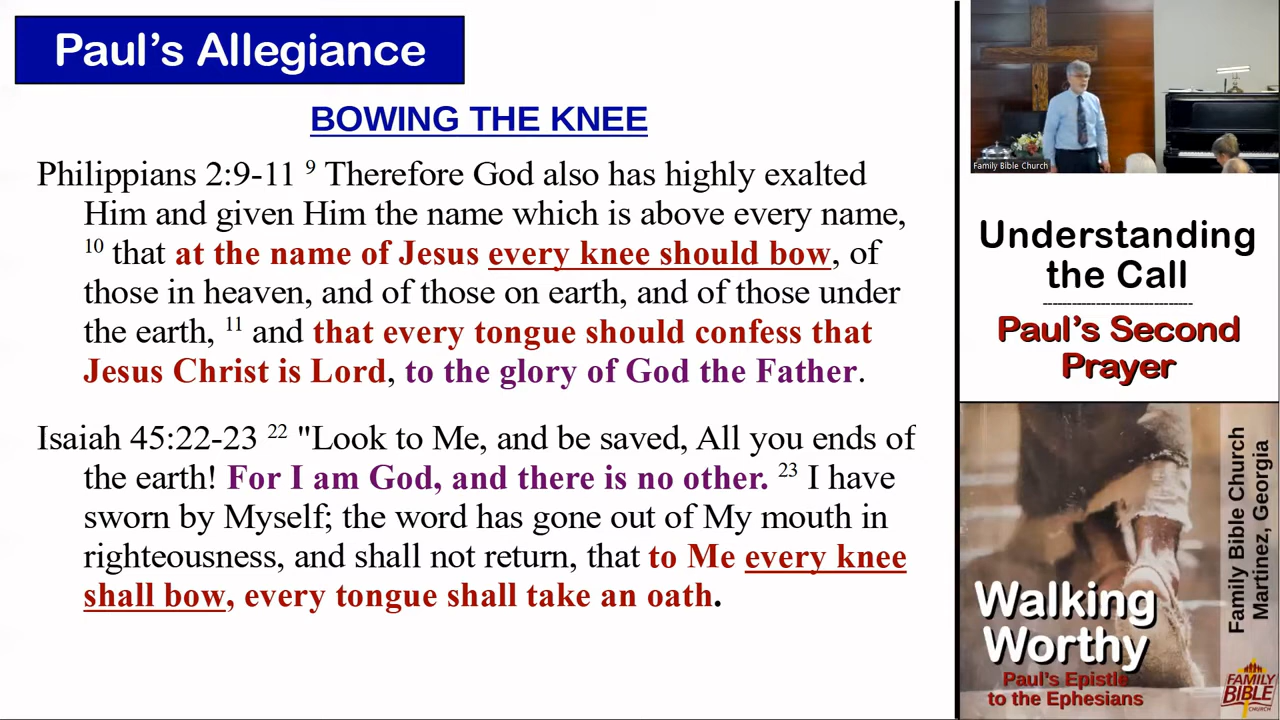 Paul’s Allegiance
BOWING THE KNEE
Philippians 2:9-11 9 Therefore God also has highly exalted
Him and given Him the name which is above every name,
10 that at the name of Jesus every knee should bow, of
those in heaven, and of those on earth, and of those under
the earth, 11 and that every tongue should confess that
Jesus Christ is Lord, to the glory of God the Father.
Isaiah 45:22-23 22 "Look to Me, and be saved, All you ends of
the earth! For I am God, and there is no other. 23 I have
sworn by Myself; the word has gone out of My mouth in
righteousness, and shall not return, that to Me every knee
shall bow, every tongue shall take an oath.
Family Bible Church
Understanding
the Call
------------------------------
Paul’s Second
Prayer
Walking
Worthy
Paul’s Epistle
to the Ephesians
Family Bible Church
Martinez, Georgia
FAMILY
BIBLE
CHURCH